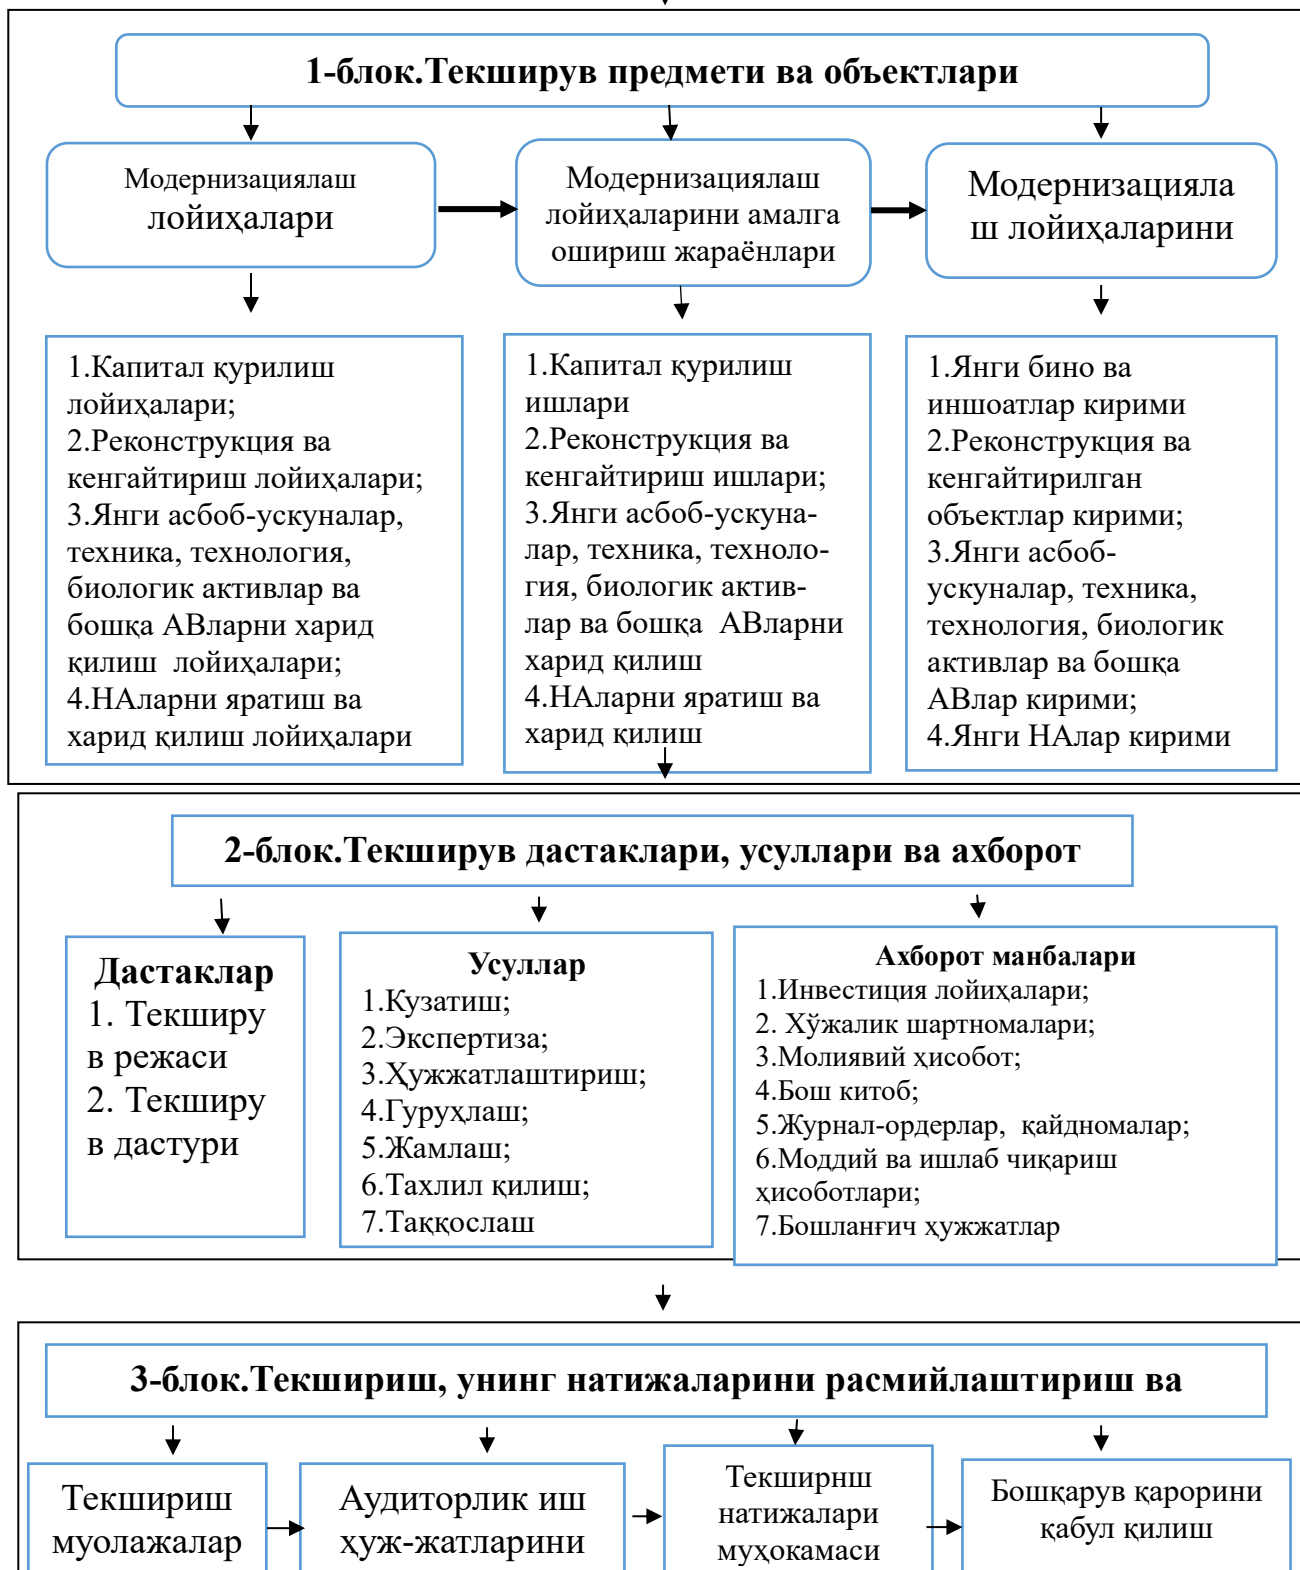 1-блок.Текширув предмети ва объектлари
Модернизациялаш
лойиҳалари
Модернизациялаш
лойиҳаларини амалга
ошириш жараёнлари
Модернизацияла
ш лойиҳаларини
1.Капитал қурилиш
лойиҳалари;
2.Реконструкция ва
кенгайтириш лойиҳалари;
3.Янги асбоб-ускуналар,
техника, технология,
биологик активлар ва
бошқа АВларни харид
қилиш лойиҳалари;
4.НАларни яратиш ва
харид қилиш лойиҳалари
1.Капитал қурилиш
ишлари
2.Реконструкция ва
кенгайтириш ишлари;
3.Янги асбоб-ускуна-
лар, техника, техноло-
гия, биологик актив-
лар ва бошқа АВларни
харид қилиш
4.НАларни яратиш ва
харид қилиш
1.Янги бино ва
иншоатлар кирими
2.Реконструкция ва
кенгайтирилган
объектлар кирими;
3.Янги асбоб-
ускуналар, техника,
технология, биологик
активлар ва бошқа
АВлар кирими;
4.Янги НАлар кирими
2-блок.Текширув дастаклари, усуллари ва ахборот
Дастаклар
1. Текширу
в режаси
2. Текширу
в дастури
Усуллар
1.Кузатиш;
2.Экспертиза;
3.Ҳужжатлаштириш;
4.Гуруҳлаш;
5.Жамлаш;
6.Тахлил қилиш;
7.Таққослаш
Ахборот манбалари
1.Инвестиция лойиҳалари;
2. Хўжалик шартномалари;
3.Молиявий ҳисобот;
4.Бош китоб;
5.Журнал-ордерлар, қайдномалар;
6.Моддий ва ишлаб чиқариш
ҳисоботлари;
7.Бошланғич ҳужжатлар
3-блок.Текшириш, унинг натижаларини расмийлаштириш ва
Текшириш
муолажалар
Аудиторлик иш
ҳуж-жатларини
Текширнш
натижалари
муҳокамаси
Бошқарув қарорини
қабул қилиш